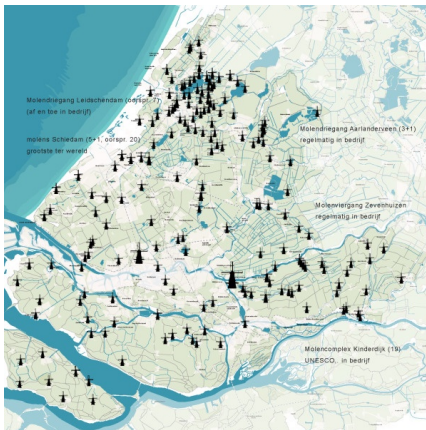 Molendriegang Leidschendam (oorspr. 7)
(af en toe in bedrijf)
molens Schiedam (5+1, oorspr. 20)
grootste ter wereld
Molendriegang Aarlanderveen (3+1)
regelmatig in bedrijf
Molenviergang Zevenhuizen
regelmatig in bedrijf
Molencomplex Kinderdijk (19)
UNESCO, in bedrijf